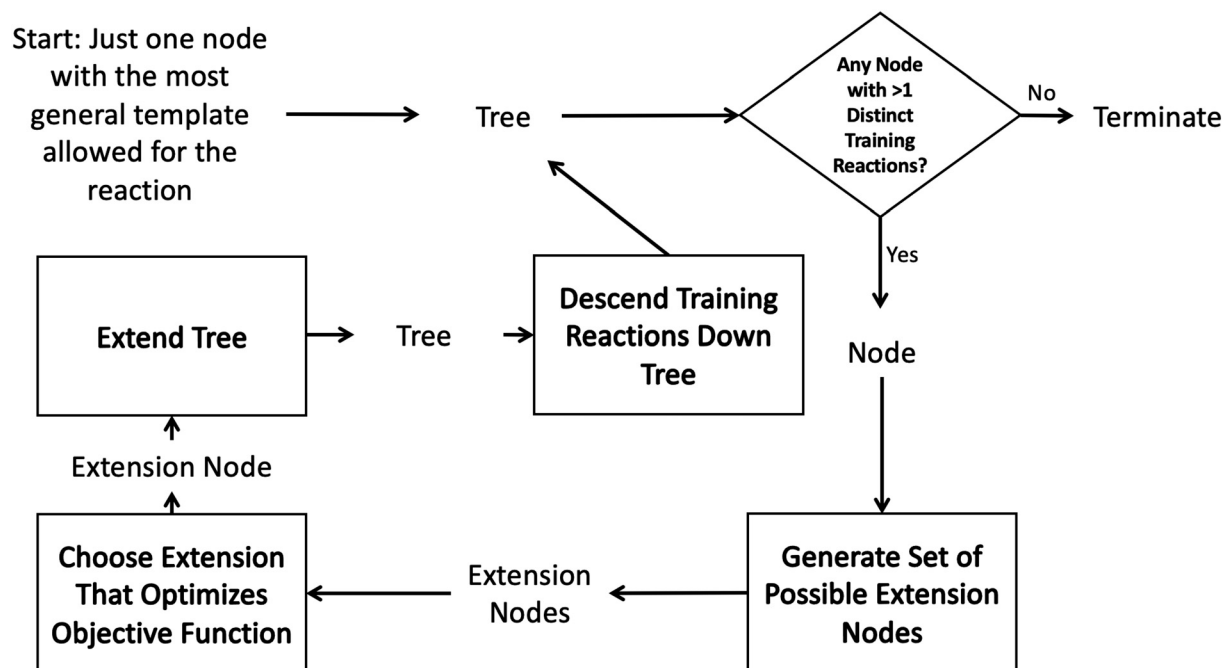 Start: Just one node
with the most
general template
allowed for the
reaction
Tree
Any Node
with >1
Distinct
Training
Reactions?
No
Terminate
Yes
Node
Generate Set of
Possible Extension
Nodes
Extension
Nodes
Choose Extension
That Optimizes
Objective Function
Extension Node
Extend Tree
Tree
Descend Training
Reactions Down
Tree